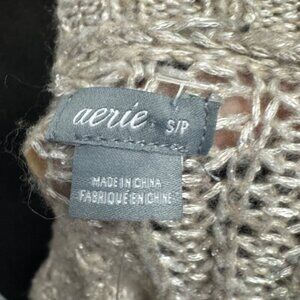 aerie. S/P
MADE IN CHINA
FABRIQUÉ EN CHINE